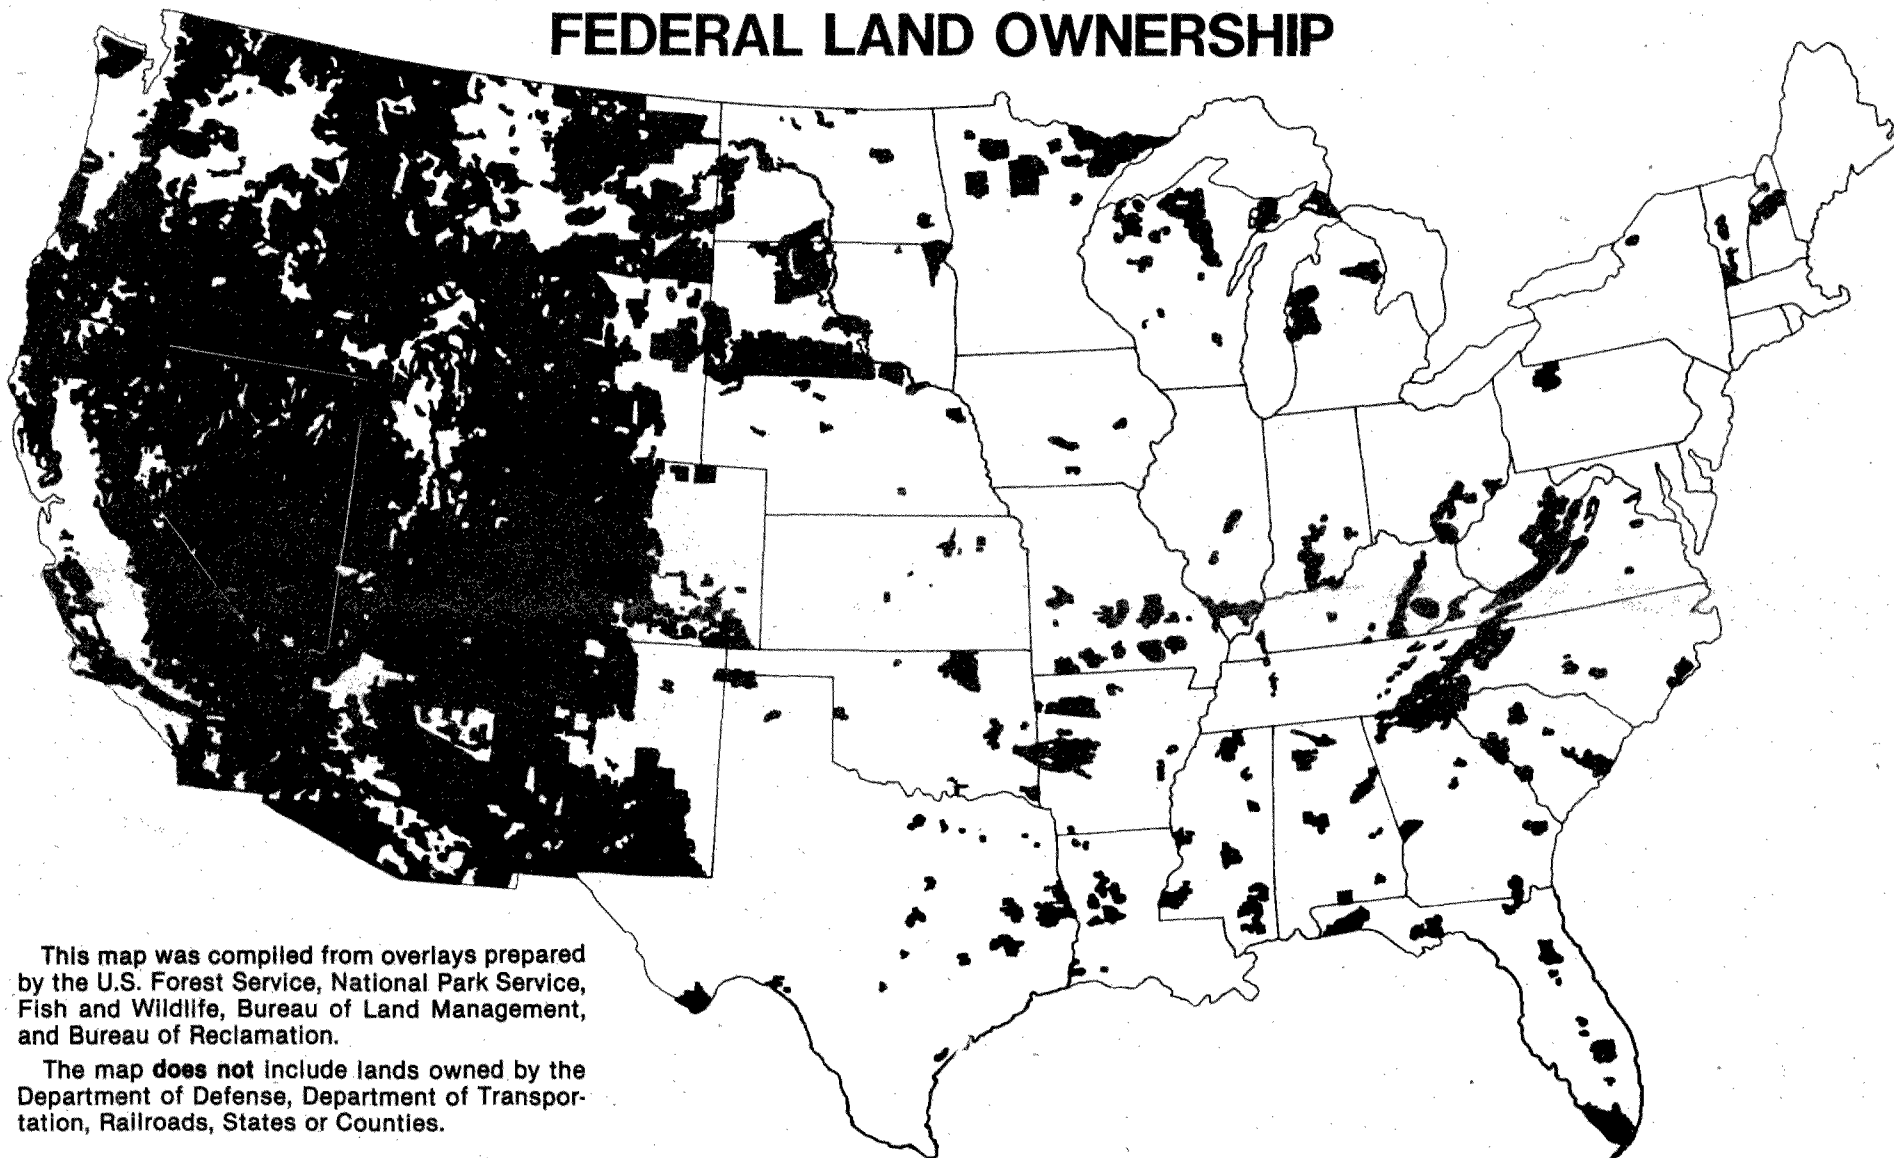 FEDERAL LAND OWNERSHIP
This map was compiled from overlays prepared
by the U.S. Forest Service, National Park Service,
Fish and Wildlife, Bureau of Land Management,
and Bureau of Reclamation.
The map does not include lands owned by the
Department of Defense, Department of Transpor-
tation, Railroads, States or Counties.